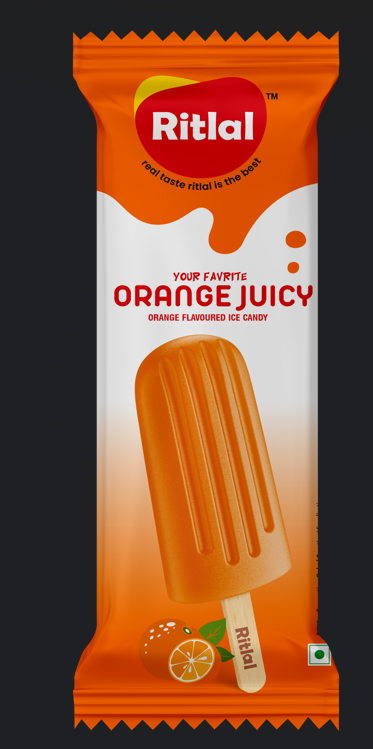 Ritlal
TM
real taste ritlal is the best
YOUR FAVRITE
ORANGE JUICY
ORANGE FLAVOURED ICE CANDY
Ritlal